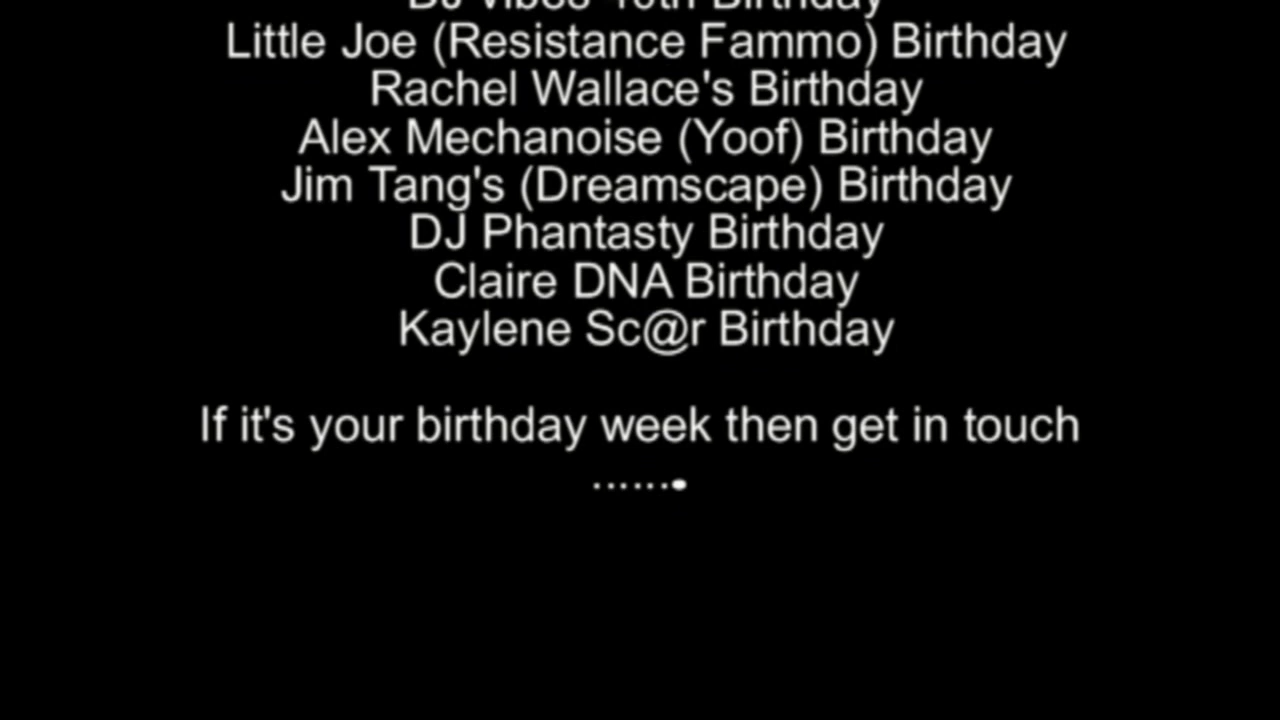 DJ Vibes 40th Birthday
Little Joe (Resistance Fammo) Birthday
Rachel Wallace's Birthday
Alex Mechanoise (Yoof) Birthday
Jim Tang's (Dreamscape) Birthday
DJ Phantasty Birthday
Claire DNA Birthday
Kaylene Sc@r Birthday
If it's your birthday week then get in touch
.......